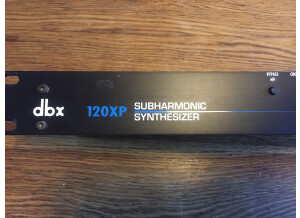 dbx 120XP SUBHARMONIC
SYNTHESIZER
BYPASS